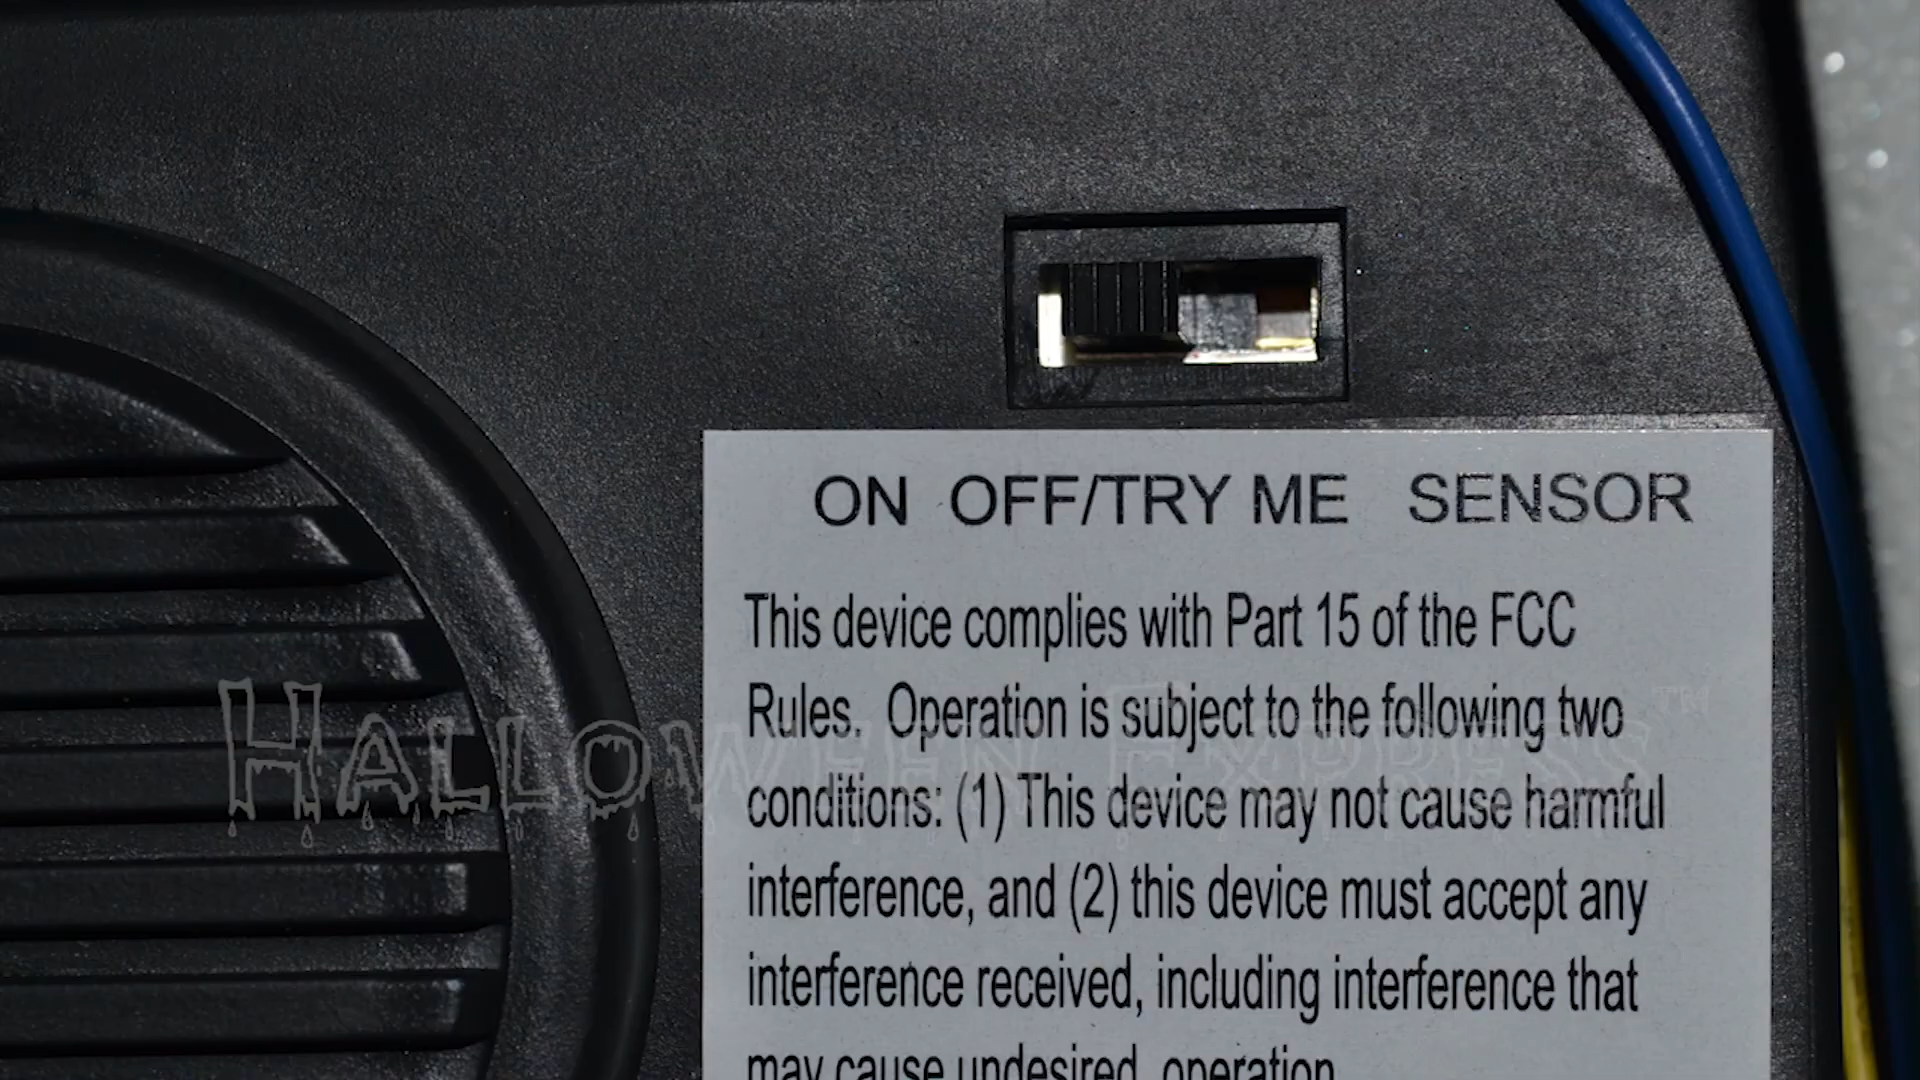 ON OFF/TRY ME SENSOR
This device complies with Part 15 of the FCC
Rules. Operation is subject to the following two
conditions: (1) This device may not cause harmful
interference, and (2) this device must accept any
interference received, including interference that
may cause undesired operation
HALLOWEEN EXPRESS™